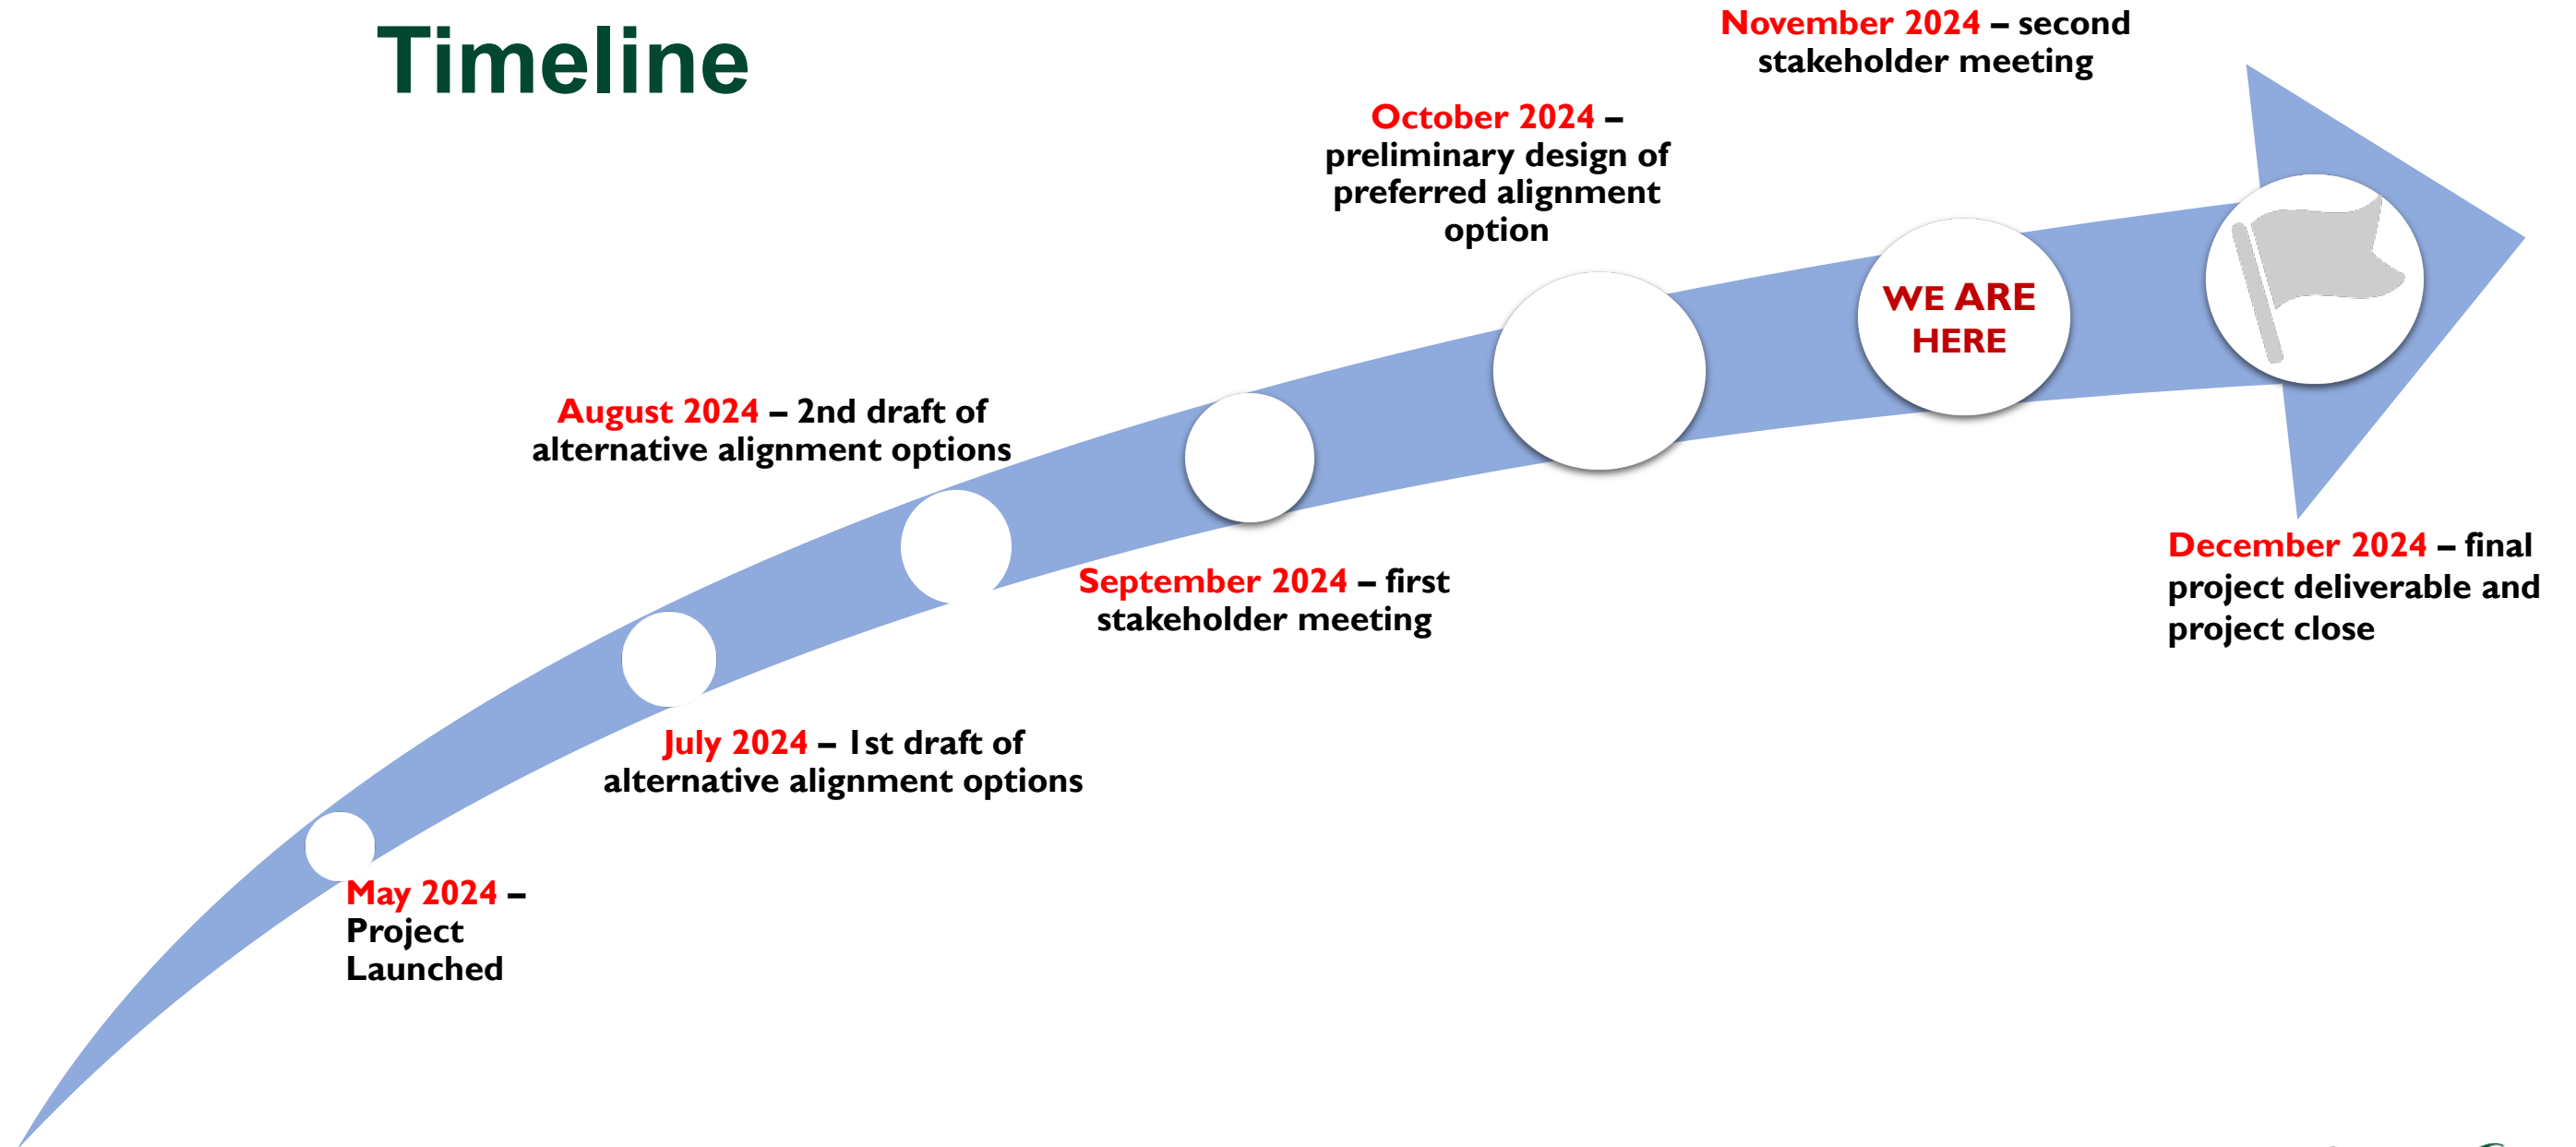 Timeline
November 2024 – second
stakeholder meeting
October 2024 –
preliminary design of
preferred alignment
option
WE ARE
HERE
August 2024 – 2nd draft of
alternative alignment options
September 2024 – first
stakeholder meeting
December 2024 – final
project deliverable and
project close
July 2024 – 1st draft of
alternative alignment options
May 2024 –
Project
Launched